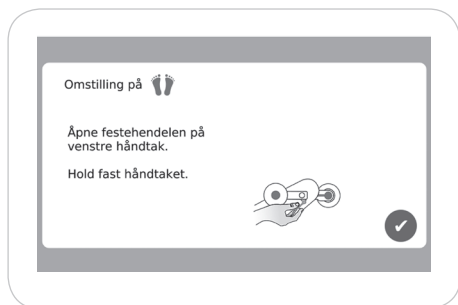 Omstilling på
Åpne festehendelen på
venstre håndtak.
Hold fast håndtaket.